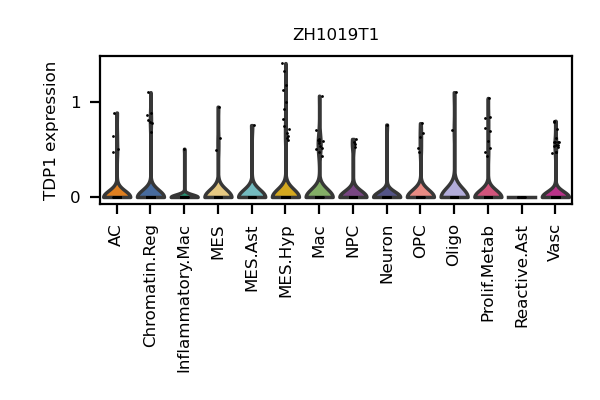 ZH1019T1
TDP1 expression
1
0
AC
Chromatin.Reg
Inflammatory.Mac
MES
MES.Ast
MES.Hyp
Mac
NPC
Neuron
OPC
Oligo
Prolif.Metab
Reactive.Ast
Vasc